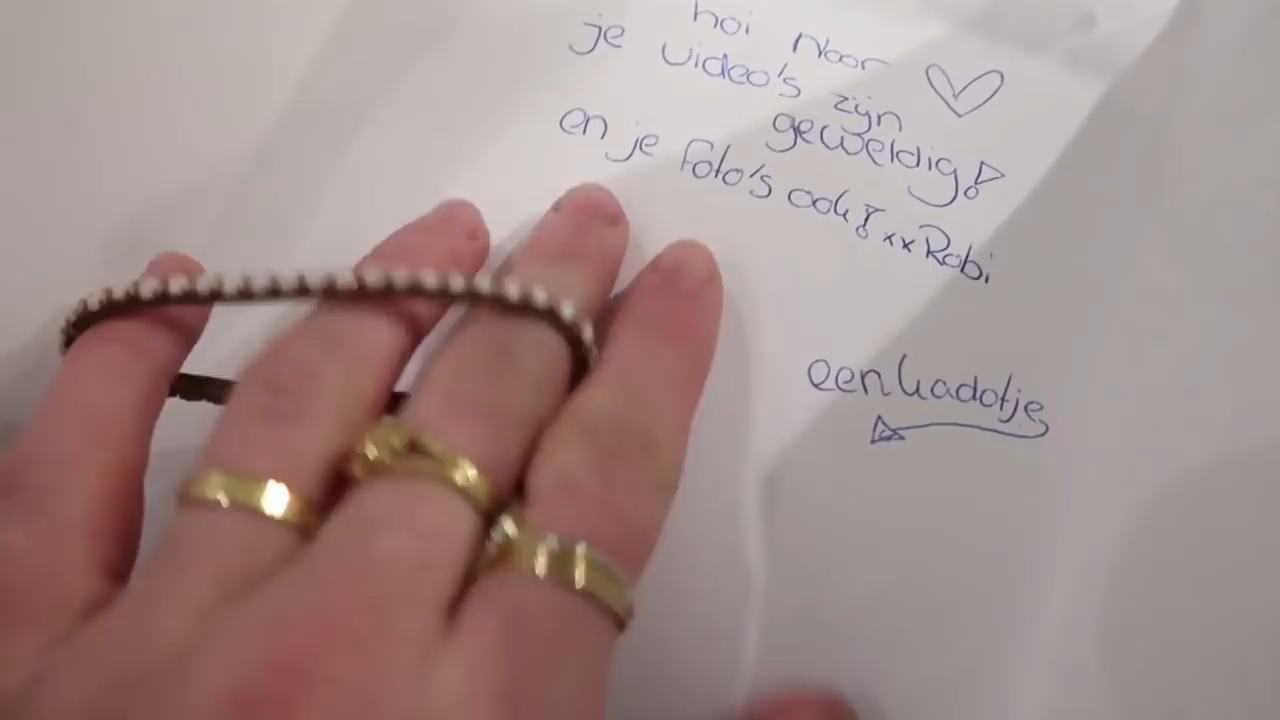 hoi Noor ♡
je video's zijn
geweldig!
en je foto's ook! xx Robi
een kadotje